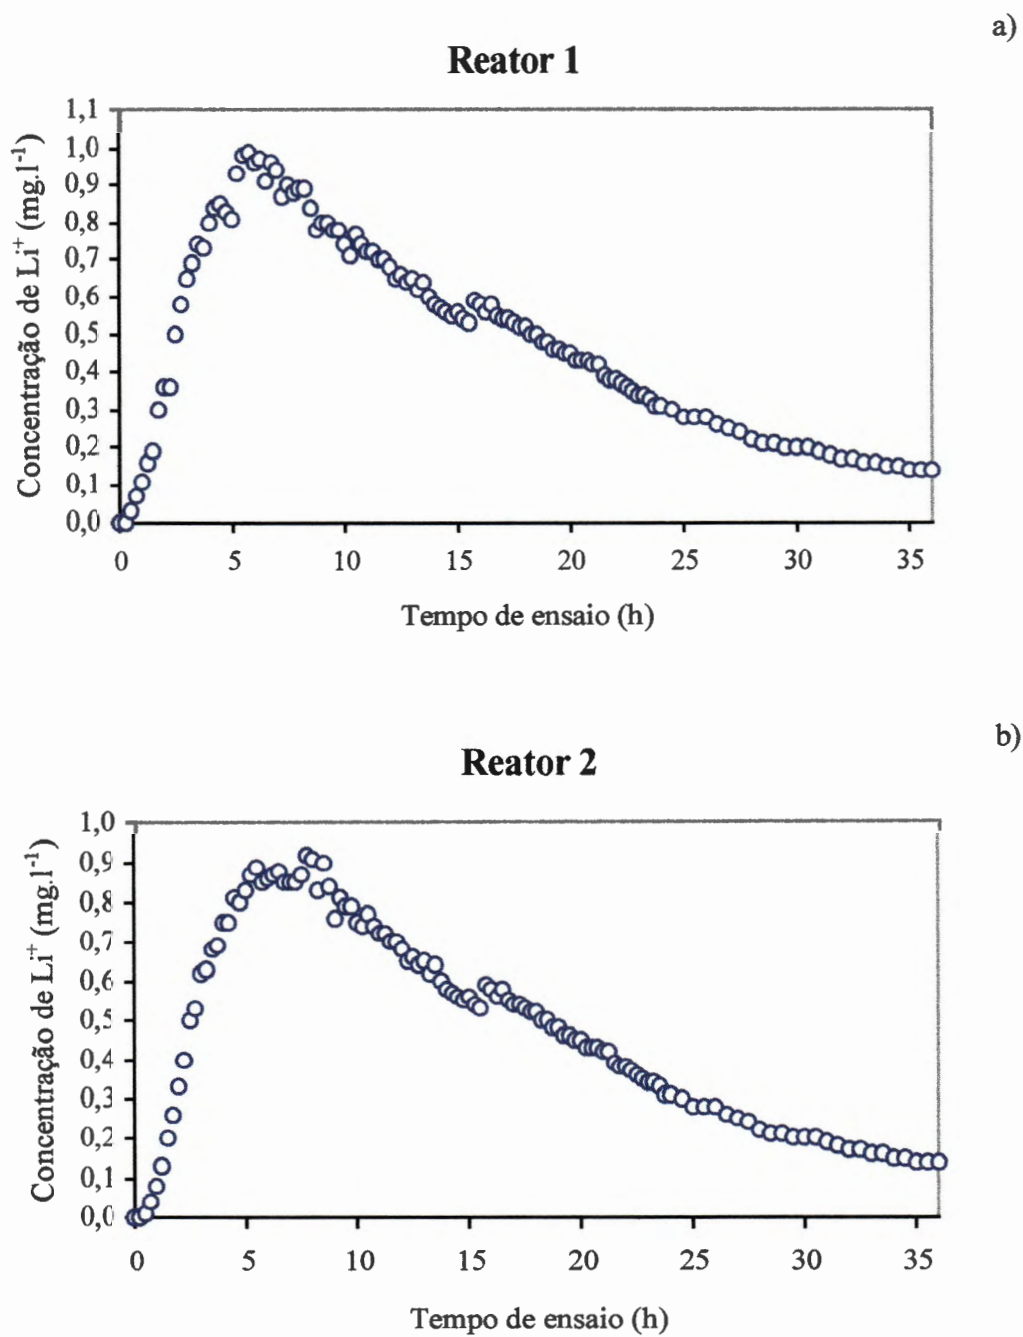 a)
Reator 1
Concentração de Li⁺ (mg.l⁻¹)
1,1
1,0
0,9
0,8
0,7
0,6
0,5
0,4
0,3
0,2
0,1
0,0
0 5 10 15 20 25 30 35
Tempo de ensaio (h)
b)
Reator 2
Concentração de Li⁺ (mg.l⁻¹)
1,0
0,9
0,8
0,7
0,6
0,5
0,4
0,3
0,2
0,1
0,0
0 5 10 15 20 25 30 35
Tempo de ensaio (h)